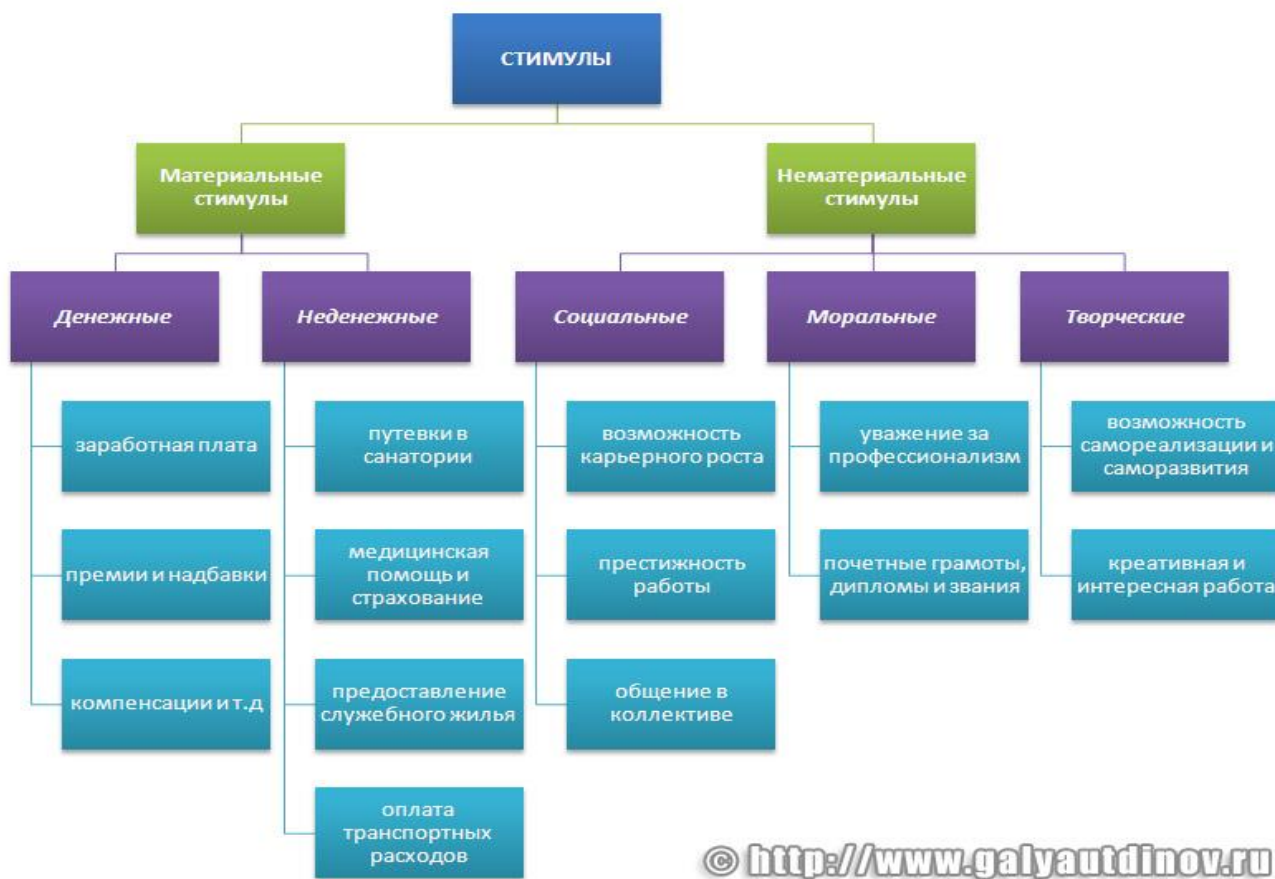 СТИМУЛЫ
Материальные
стимулы
Нематериальные
стимулы
Денежные
Неденежные
Социальные
Моральные
Творческие
заработная плата
премии и надбавки
компенсации и т.д
путевки в
санатории
медицинская
помощь и
страхование
предоставление
служебного жилья
оплата
транспортных
расходов
возможность
карьерного роста
престижность
работы
общение в
коллективе
уважение за
профессионализм
почетные грамоты,
дипломы и звания
возможность
самореализации и
саморазвития
креативная и
интересная работа
© http://www.galyautdinov.ru